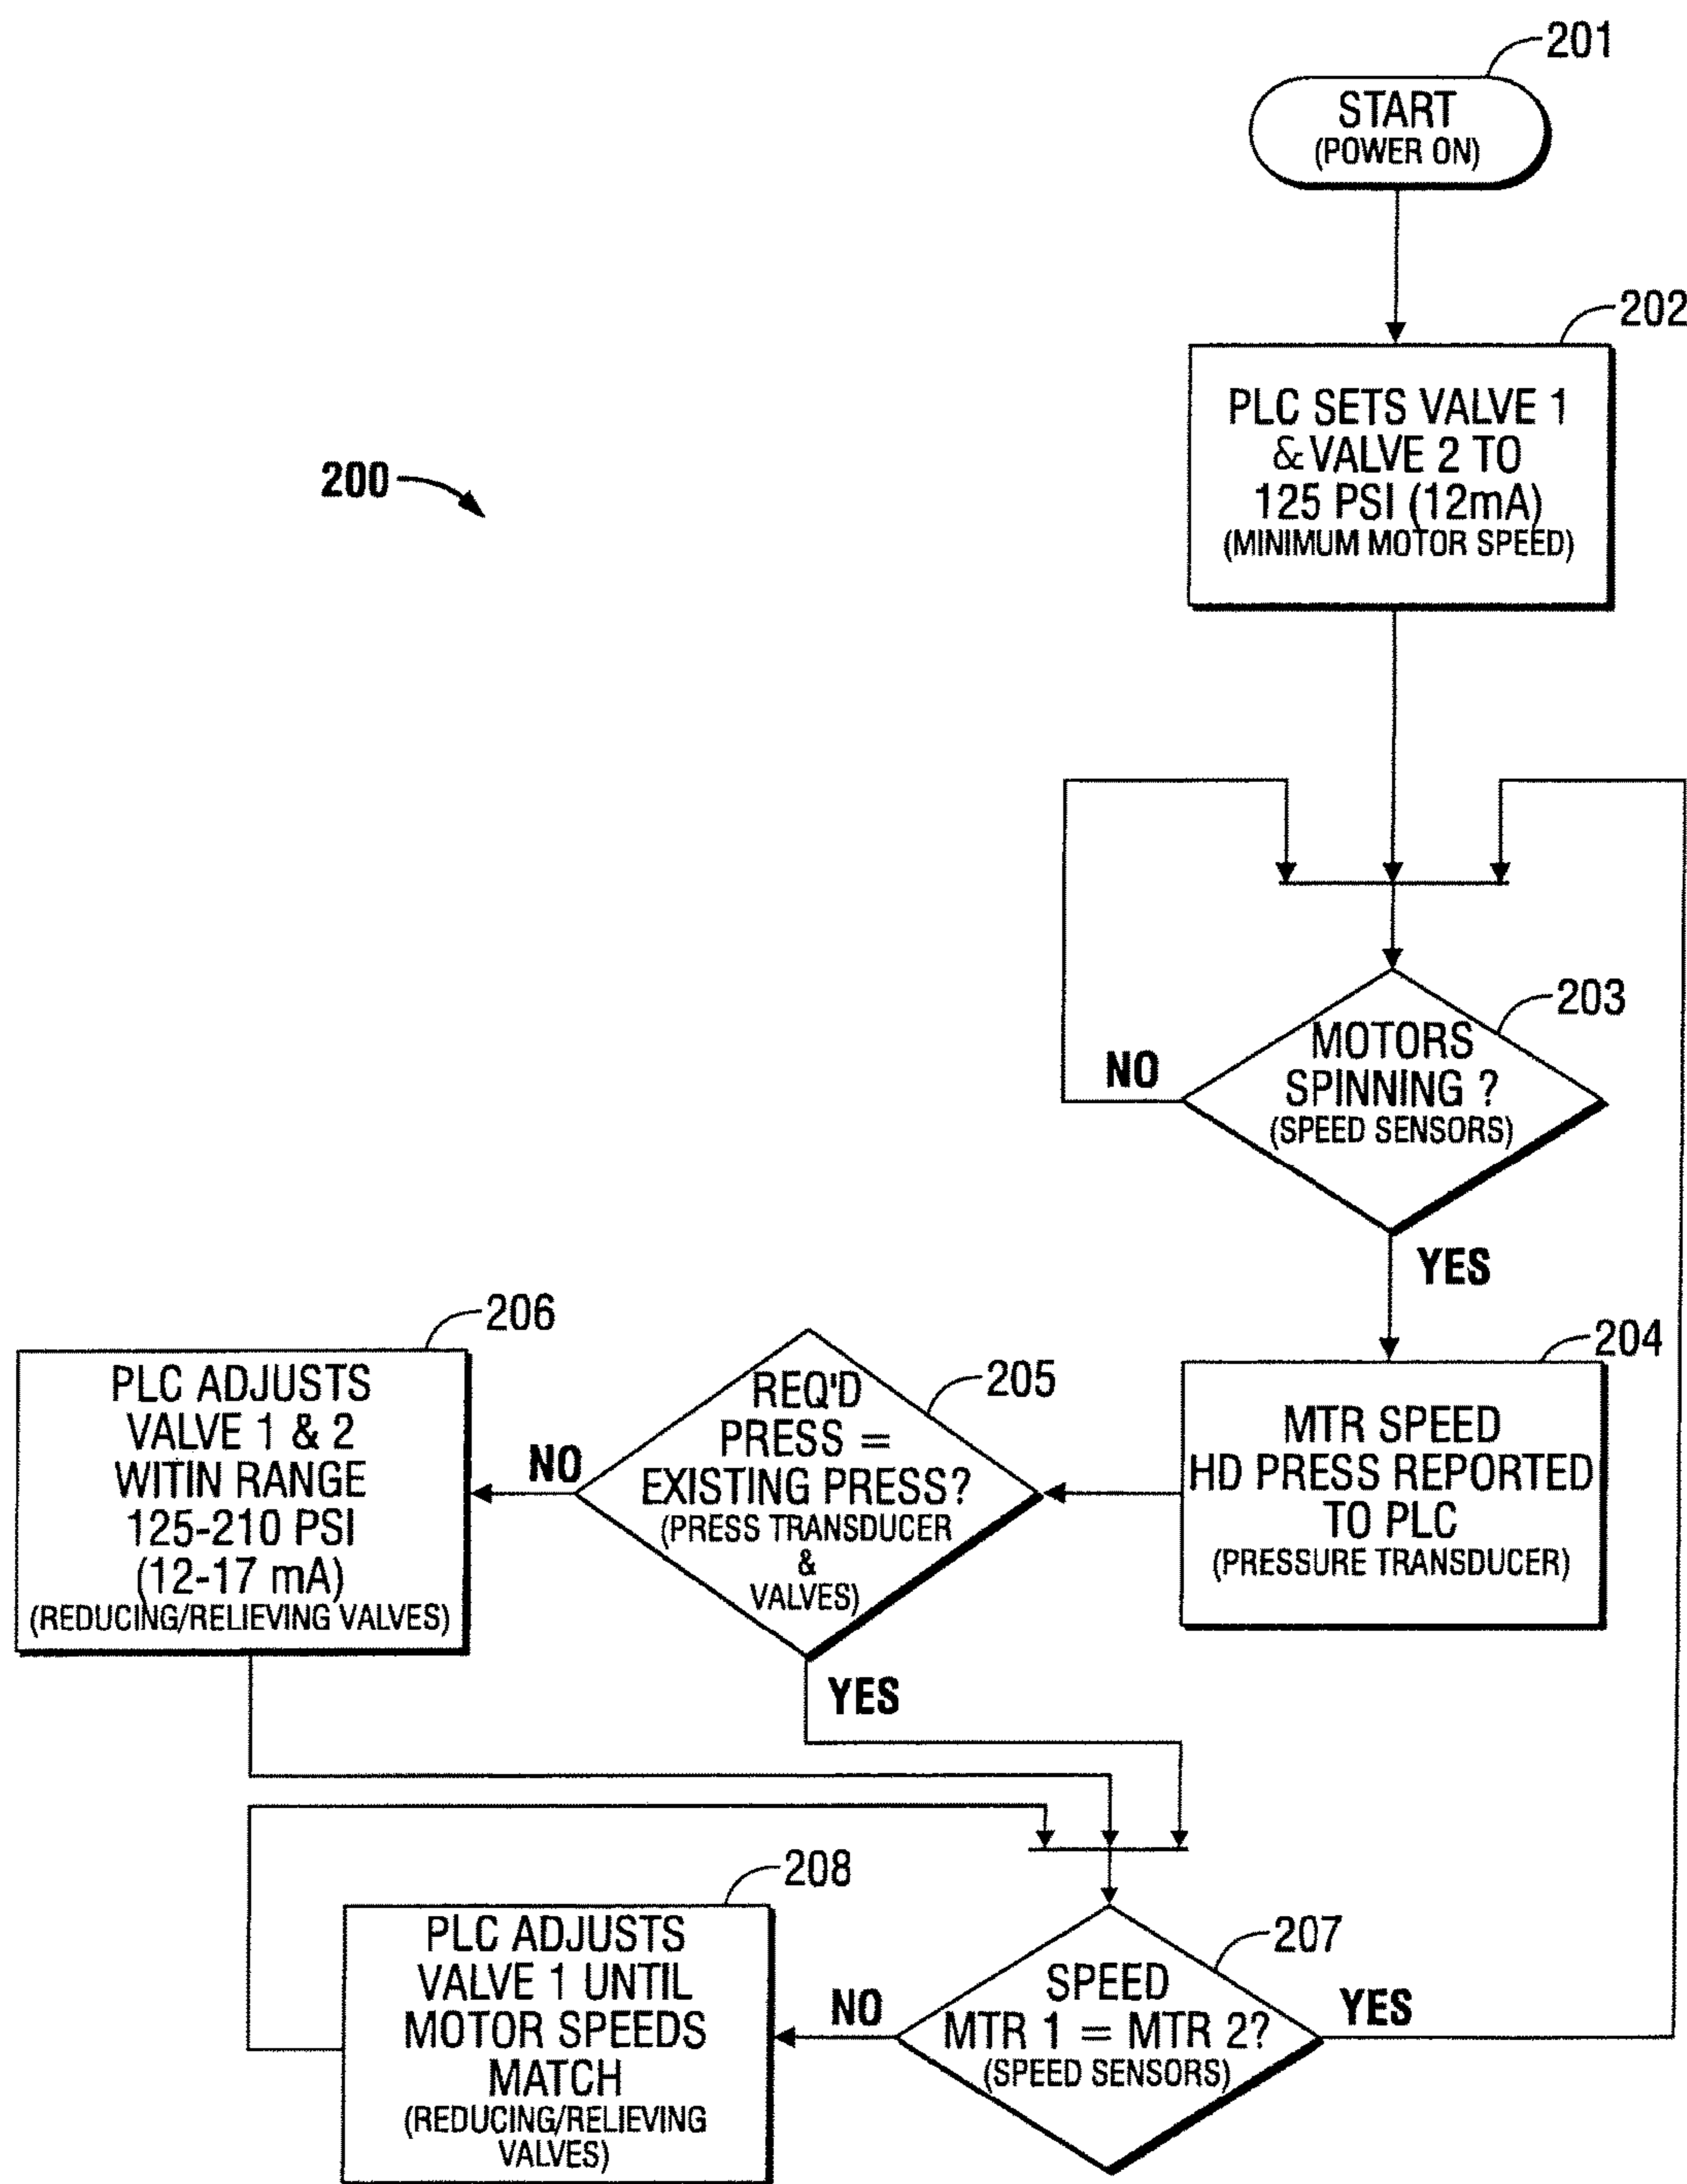 201
START
(POWER ON)
202
PLC SETS VALVE 1
& VALVE 2 TO
125 PSI (12mA)
(MINIMUM MOTOR SPEED)
200
203
MOTORS
SPINNING ?
(SPEED SENSORS)
NO
YES
204
MTR SPEED
HD PRESS REPORTED
TO PLC
(PRESSURE TRANSDUCER)
205
REQ'D
PRESS =
EXISTING PRESS?
(PRESS TRANSDUCER
&
VALVES)
NO
YES
206
PLC ADJUSTS
VALVE 1 & 2
WITIN RANGE
125-210 PSI
(12-17 mA)
(REDUCING/RELIEVING VALVES)
207
SPEED
MTR 1 = MTR 2?
(SPEED SENSORS)
NO
YES
208
PLC ADJUSTS
VALVE 1 UNTIL
MOTOR SPEEDS
MATCH
(REDUCING/RELIEVING
VALVES)